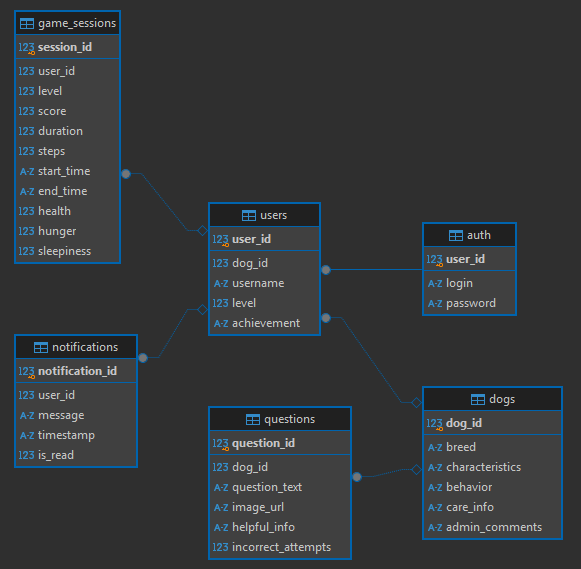 game_sessions
123 session_id
123 user_id
123 level
123 score
123 duration
123 steps
A-Z start_time
A-Z end_time
123 health
123 hunger
123 sleepiness
users
123 user_id
123 dog_id
A-Z username
123 level
A-Z achievement
auth
123 user_id
A-Z login
A-Z password
notifications
123 notification_id
123 user_id
A-Z message
A-Z timestamp
123 is_read
questions
123 question_id
123 dog_id
A-Z question_text
A-Z image_url
A-Z helpful_info
123 incorrect_attempts
dogs
123 dog_id
A-Z breed
A-Z characteristics
A-Z behavior
A-Z care_info
A-Z admin_comments